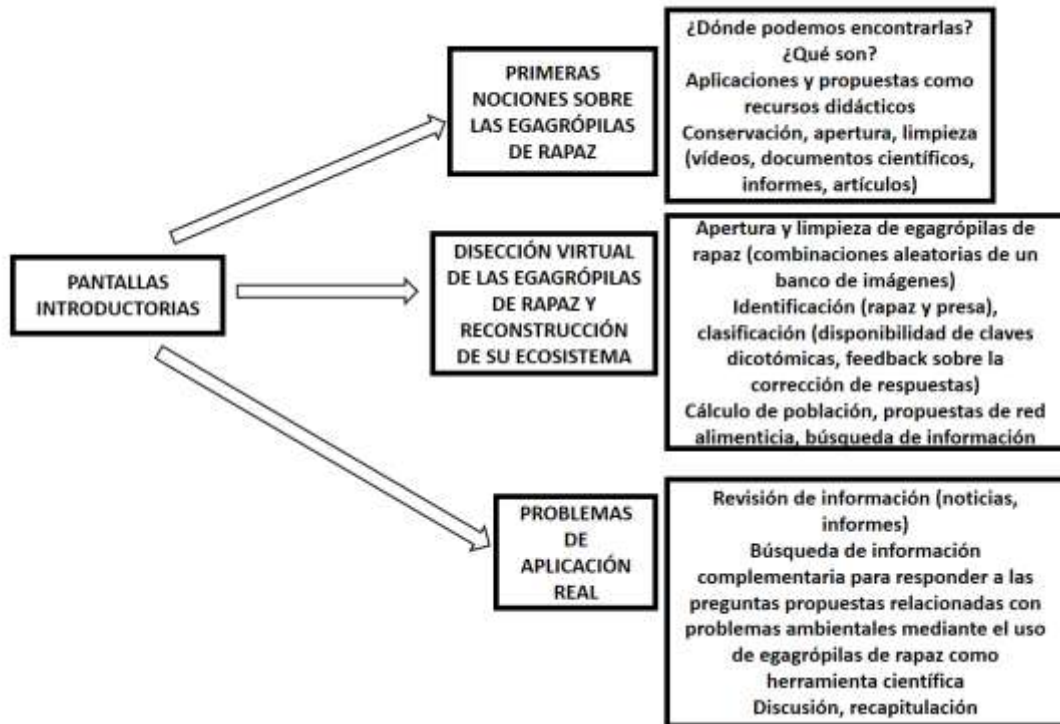 PANTALLAS
INTRODUCTORIAS
PRIMERAS
NOCIONES SOBRE
LAS EGAGRÓPILAS
DE RAPAZ
¿Dónde podemos encontrarlas?
¿Qué son?
Aplicaciones y propuestas como
recursos didácticos
Conservación, apertura, limpieza
(vídeos, documentos científicos,
informes, artículos)
DISECCIÓN VIRTUAL
DE LAS EGAGRÓPILAS
DE RAPAZ Y
RECONSTRUCCIÓN
DE SU ECOSISTEMA
Apertura y limpieza de egagrópilas de
rapaz (combinaciones aleatorias de un
banco de imágenes)
Identificación (rapaz y presa),
clasificación (disponibilidad de claves
dicotómicas, feedback sobre la
corrección de respuestas)
Cálculo de población, propuestas de red
alimenticia, búsqueda de información
PROBLEMAS
DE
APLICACIÓN
REAL
Revisión de información (noticias,
informes)
Búsqueda de información
complementaria para responder a las
preguntas propuestas relacionadas con
problemas ambientales mediante el uso
de egagrópilas de rapaz como
herramienta científica
Discusión, recapitulación